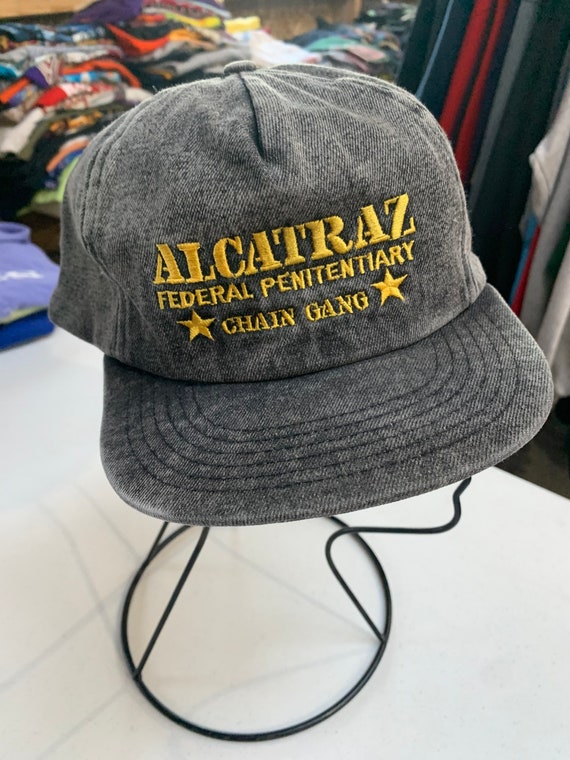 ALCATRAZ
FEDERAL PENITENTIARY
CHAIN GANG